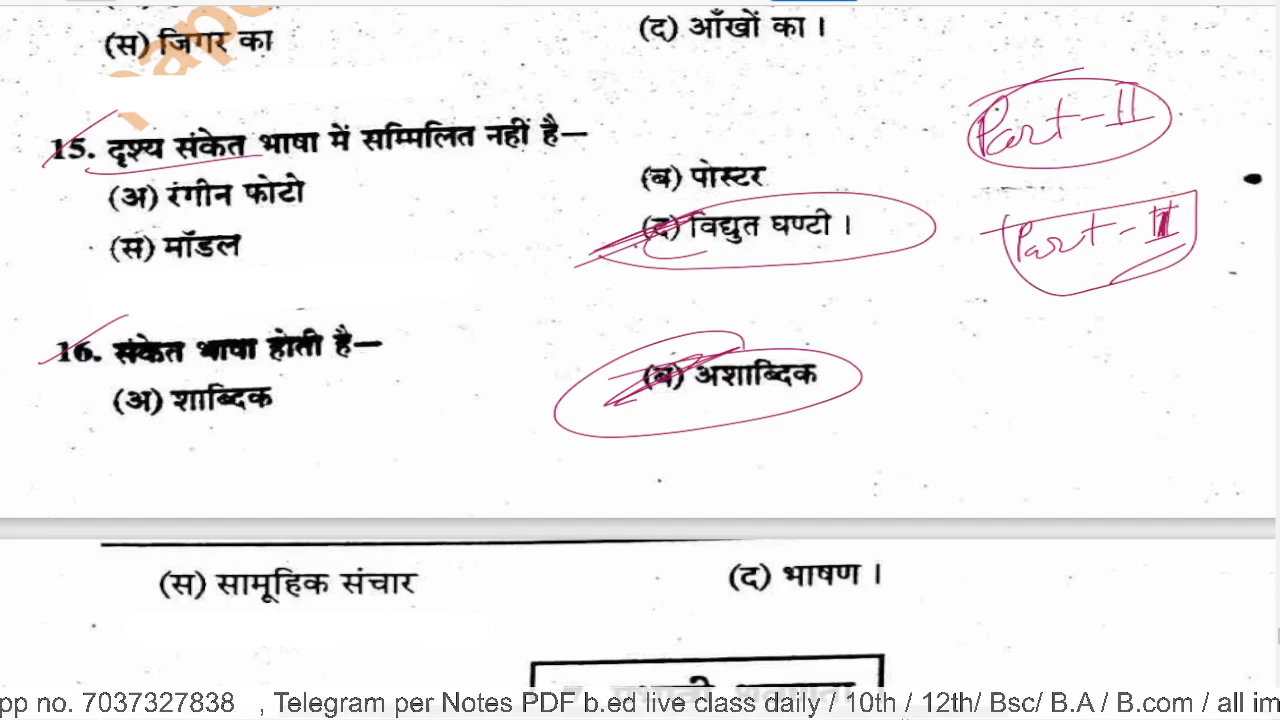 (स) जिगर का
(द) आँखों का ।
Part-II
15. दृश्य संकेत भाषा में सम्मिलित नहीं है—
(अ) रंगीन फोटो
(ब) पोस्टर
(स) मॉडल
(द) विद्युत घण्टी ।
Part-II
16. संकेत भाषा होती है—
(अ) शाब्दिक
(ब) अशाब्दिक
(स) सामूहिक संचार
(द) भाषण ।
pp no. 7037327838 , Telegram per Notes PDF b.ed live class daily / 10th / 12th/ Bsc/ B.A / B.com / all im